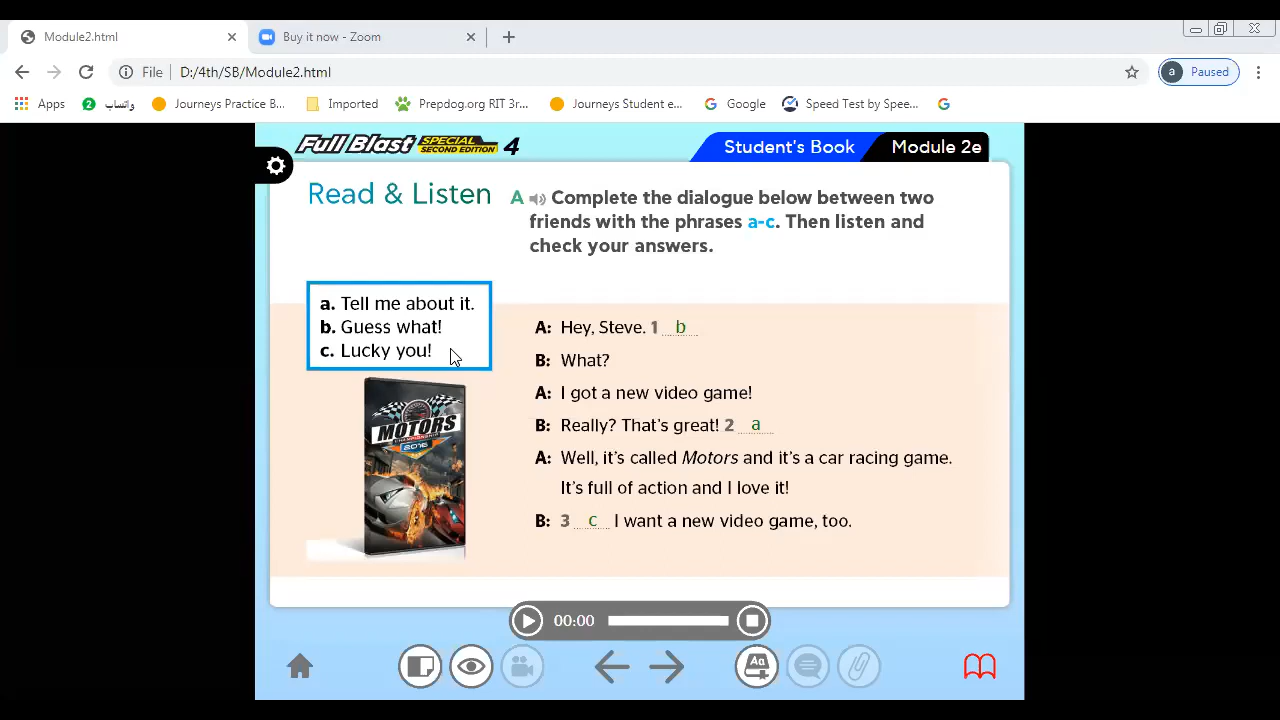 Module2.html
Buy it now - Zoom
File D:/4th/SB/Module2.html
a Paused
Apps
2 واتساب
Journeys Practice B...
Imported
Prepdog.org RIT 3r...
Journeys Student e...
Google
Speed Test by Spee...
Full Blast SPECIAL SECOND EDITION 4
Student's Book
Module 2e
Read & Listen
A Complete the dialogue below between two
friends with the phrases a-c. Then listen and
check your answers.
a. Tell me about it.
b. Guess what!
c. Lucky you!
MOTORS
CHAMPIONSHIP
2016
A: Hey, Steve. 1 b
B: What?
A: I got a new video game!
B: Really? That's great! 2 a
A: Well, it's called Motors and it's a car racing game.
It's full of action and I love it!
B: 3 c I want a new video game, too.
00:00
Aa